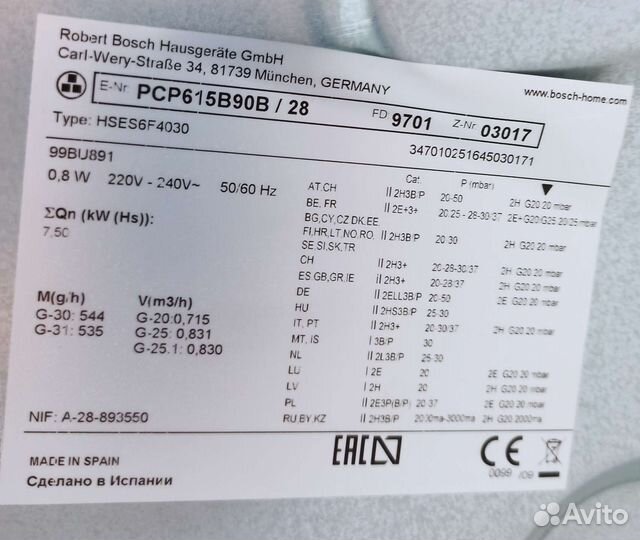 Robert Bosch Hausgeräte GmbH
Carl-Wery-Straße 34, 81739 München, GERMANY
www.bosch-home.com
E-Nr PCP615B90B / 28 FD 9701 Z-Nr 03017
Type: HSES6F4030
347010251645030171
99BIU891
0,8 W 220V - 240V~ 50/60 Hz
ΣQn (kW (Hs)):
7,50
M(g/h) V(m3/h)
G-30: 544 G-20:0,715
G-31: 535 G-25: 0,831
G-25.1: 0,830
Cat. P (mbar)
AT,CH II 2H3B/P 20-50 2H G20 20 mbar
BE, FR II 2E+3+ 20/25 - 28-30/37 2E+G20/G25,20/25 mbar
BG,CY,CZ,DK,EE,
FI,HR,LT,NO,RO, II 2H3B/P 20-30 2H G20 20 mbar
SE,SI,SK,TR
CH II 2H3+ 20-28-30/37 2H G20 20 mbar
ES,GB,GR,IE II 2H3+ 20-28/37 2H G20 20 mbar
DE II 2ELL3B/P 20-50 2E G20 20 mbar
HU II 2HS3B/P 25-30
IT, PT II 2H3+ 20-30/37 2H G20 20 mbar
MT, IS I 3B/P 30
NL II 2L3B/P 25-30
LU I 2E 20 2E G20 20 mbar
LV I 2H 20 2H G20 20 mbar
PL II 2E3P(B/P) 20-37 2E G20 20 mbar
RU,BY,KZ II 2H3B/P 2000Па-3000Па 2H G20 2000Па
NIF: A-28-893550
MADE IN SPAIN
Сделано в Испании
EAC
CE
0099 /09
Avito